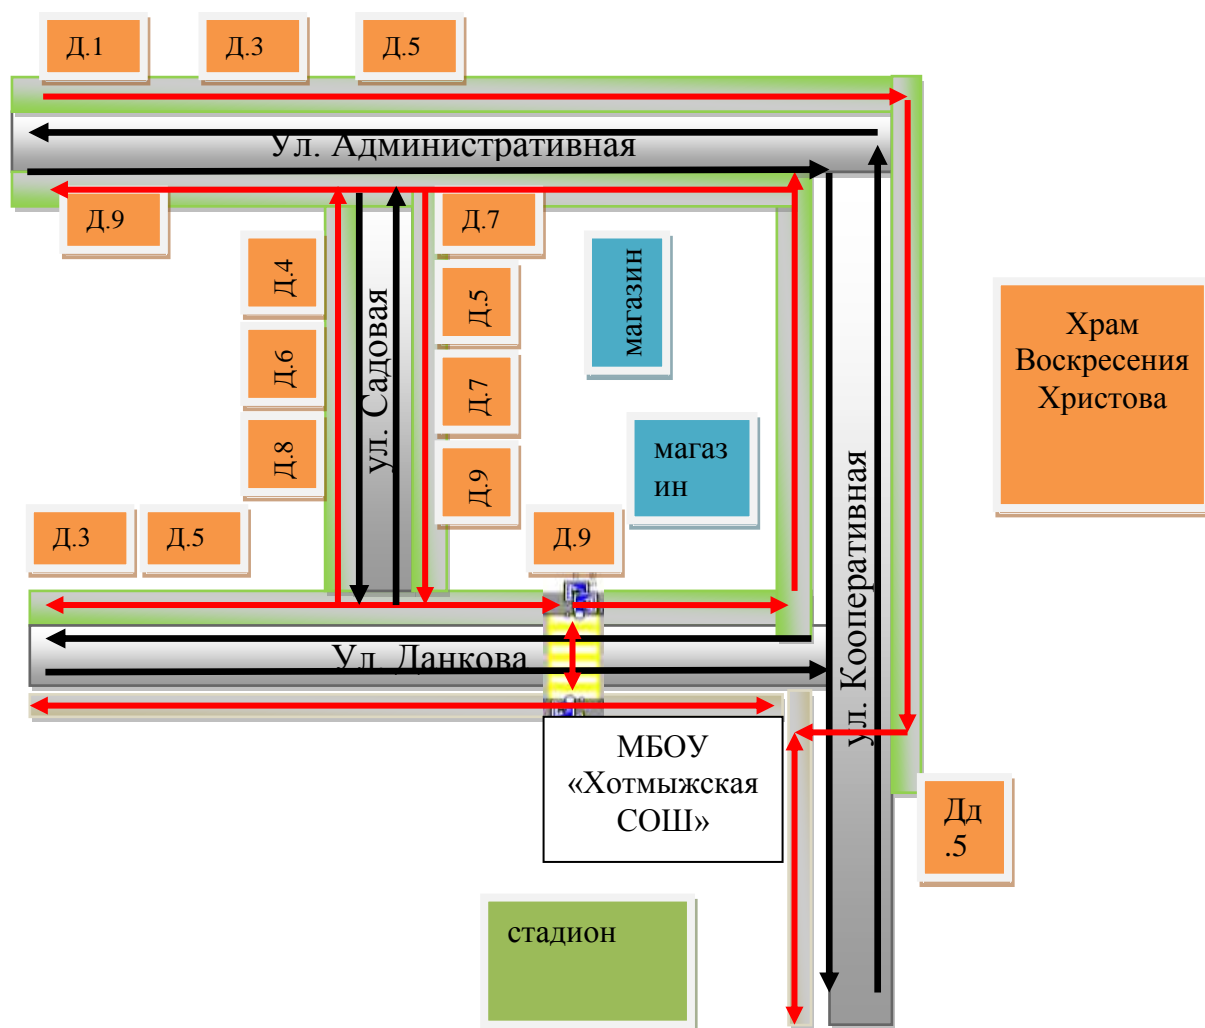 Д.1
Д.3
Д.5
Ул. Административная
Д.9
Д.7
Д.4
Д.6
Д.8
ул. Садовая
Д.5
Д.7
Д.9
магазин
магаз
ин
Храм
Воскресения
Христова
ул. Кооперативная
Д.3
Д.5
Д.9
Ул. Данкова
МБОУ
«Хотмыжская
СОШ»
Дд
.5
стадион